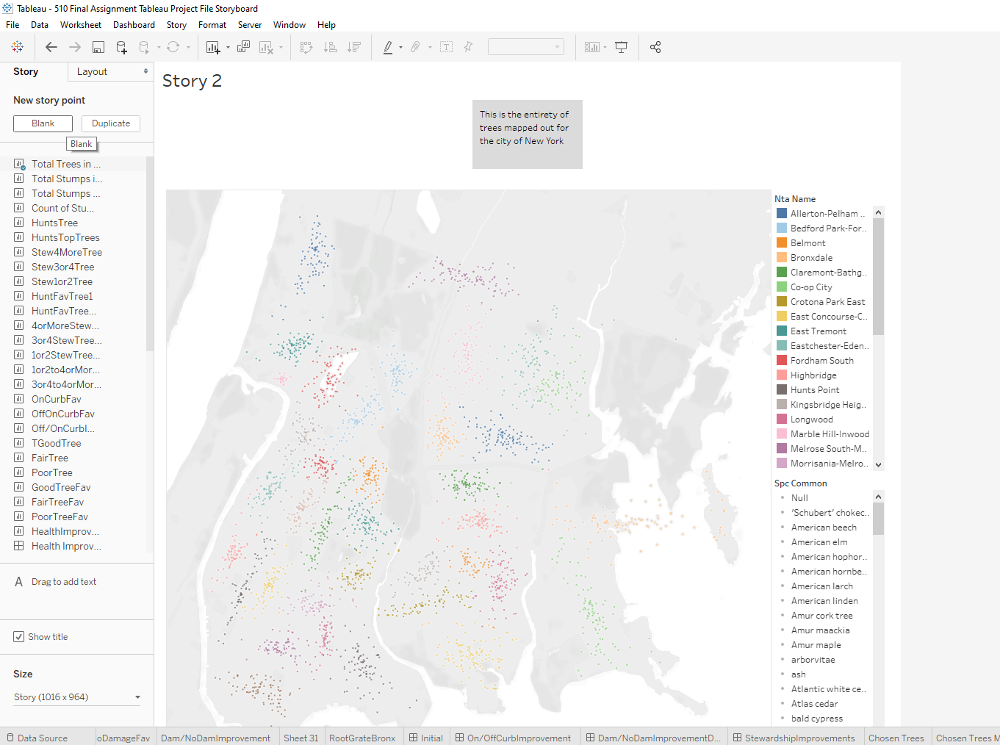 Tableau - 510 Final Assignment Tableau Project File Storyboard
File Data Worksheet Dashboard Story Format Server Window Help
Story Layout
New story point
Blank Duplicate
Blank
Total Trees in ...
Total Stumps i...
Total Stumps ...
Count of Stu...
HuntsTree
HuntsTopTrees
Stew4MoreTree
Stew3or4Tree
Stew1or2Tree
HuntFavTree1
HuntFavTree...
4orMoreStew...
3or4StewTree...
1or2StewTree...
1or2to4orMor...
3or4to4orMor...
OnCurbFav
OffOnCurbFav
Off/OnCurbI...
TGoodTree
FairTree
PoorTree
GoodTreeFav
FairTreeFav
PoorTreeFav
HealthImprov...
Health Improv...
A Drag to add text
Show title
Size
Story (1016 x 964)
Story 2
This is the entirety of
trees mapped out for
the city of New York
Nta Name
Allerton-Pelham ..
Bedford Park-For..
Belmont
Bronxdale
Claremont-Bathg..
Co-op City
Crotona Park East
East Concourse-C..
East Tremont
Eastchester-Eden..
Fordham South
Highbridge
Hunts Point
Kingsbridge Heig..
Longwood
Marble Hill-Inwood
Melrose South-M..
Morrisania-Melro..
Spc Common
Null
'Schubert' chokec..
American beech
American elm
American hophor..
American hornbe..
American larch
American linden
Amur cork tree
Amur maackia
Amur maple
arborvitae
ash
Atlantic white ce..
Atlas cedar
bald cypress
Data Source oDamageFav Dam/NoDamImprovement Sheet 31 RootGrateBronx Initial On/OffCurbImprovement Dam/NoDamImprovementD... StewardshipImprovements Chosen Trees Chosen Trees M